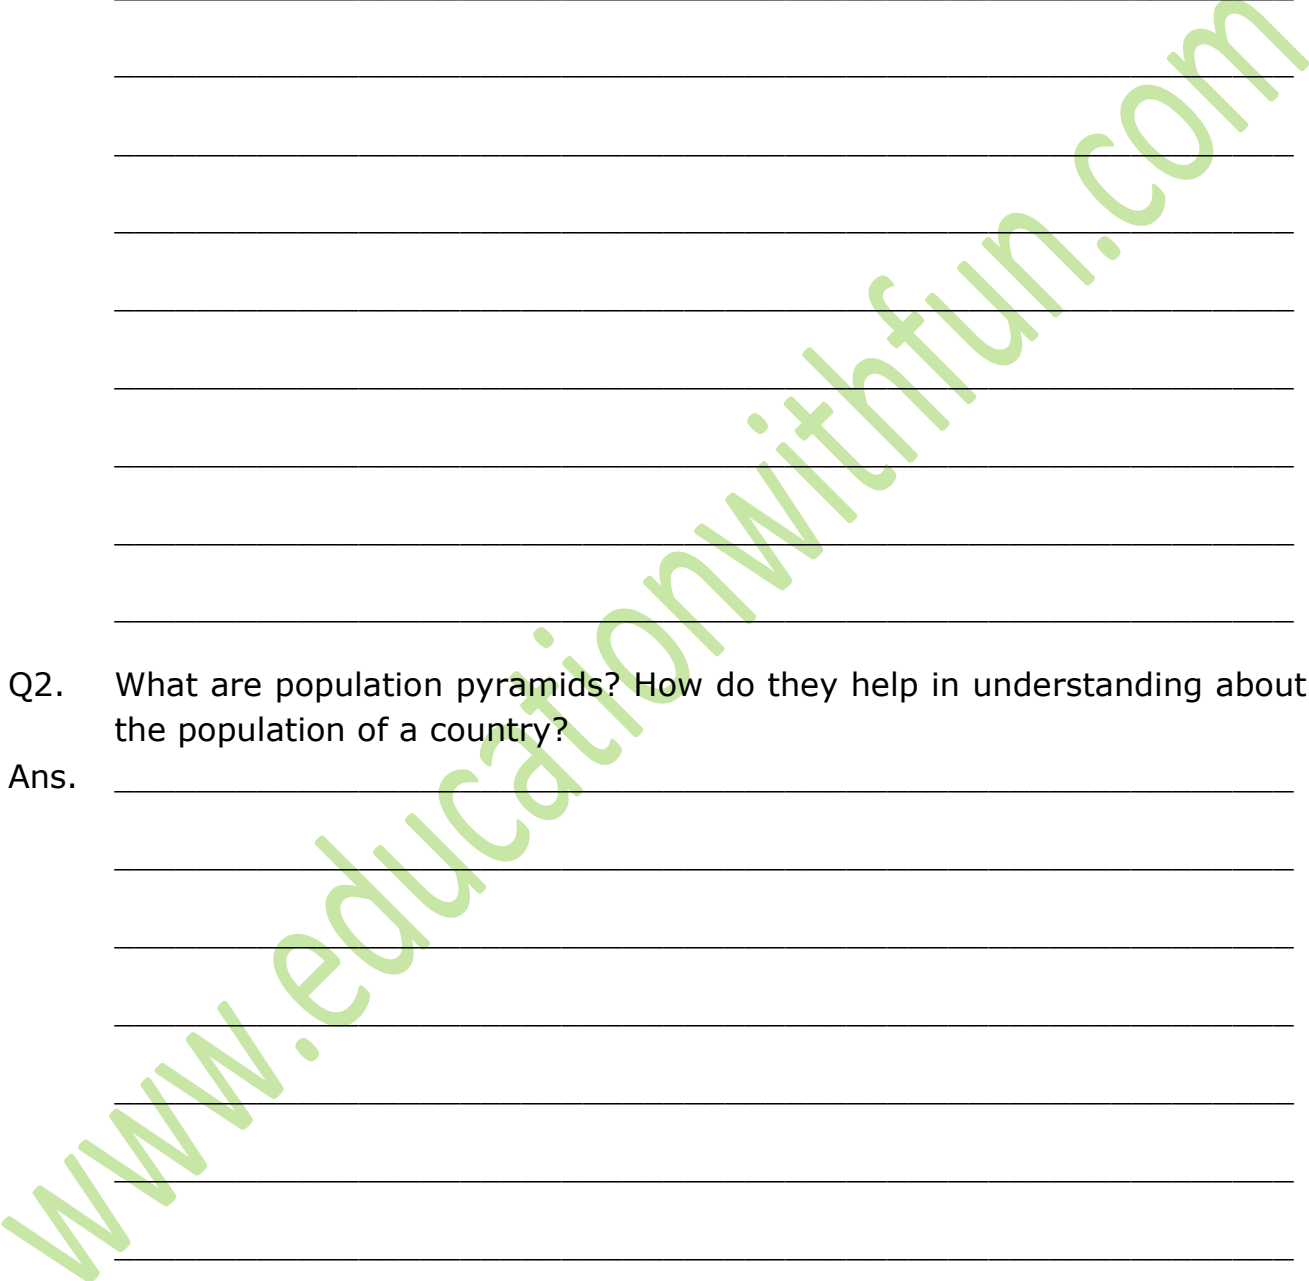 Q2. What are population pyramids? How do they help in understanding about
the population of a country?
Ans.
www.educationwithfun.com